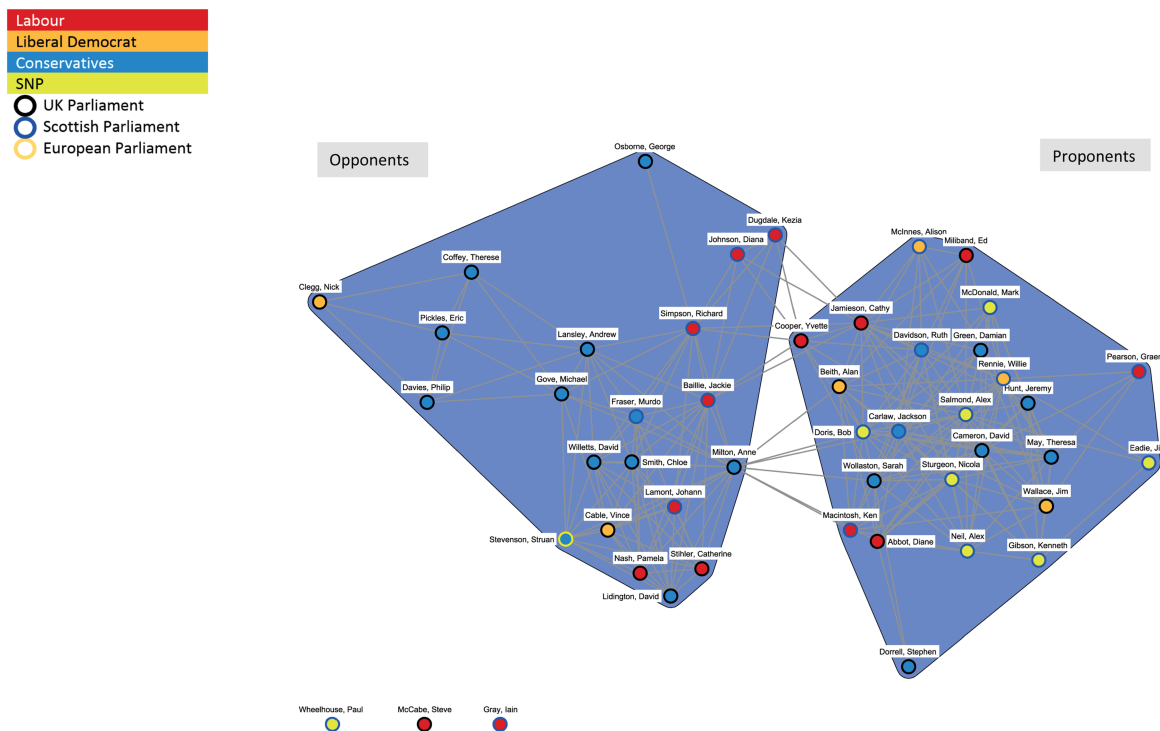 Labour
Liberal Democrat
Conservatives
SNP
UK Parliament
Scottish Parliament
European Parliament
Opponents
Proponents
Osborne, George
Dugdale, Kezia
Johnson, Diana
McInnes, Alison
Miliband, Ed
Coffey, Therese
Clegg, Nick
McDonald, Mark
Pickles, Eric
Simpson, Richard
Jamieson, Cathy
Cooper, Yvette
Lansley, Andrew
Davidson, Ruth
Green, Damian
Pearson, Graer
Rennie, Willie
Beith, Alan
Gove, Michael
Davies, Philip
Baillie, Jackie
Hunt, Jeremy
Fraser, Murdo
Salmond, Alex
Carlaw, Jackson
Doris, Bob
Cameron, David
May, Theresa
Eadie, Ji
Willetts, David
Smith, Chloe
Milton, Anne
Wollaston, Sarah
Sturgeon, Nicola
Lamont, Johann
Wallace, Jim
Cable, Vince
Macintosh, Ken
Stevenson, Struan
Abbot, Diane
Neil, Alex
Gibson, Kenneth
Nash, Pamela
Stihler, Catherine
Lidington, David
Dorrell, Stephen
Wheelhouse, Paul
McCabe, Steve
Gray, Iain